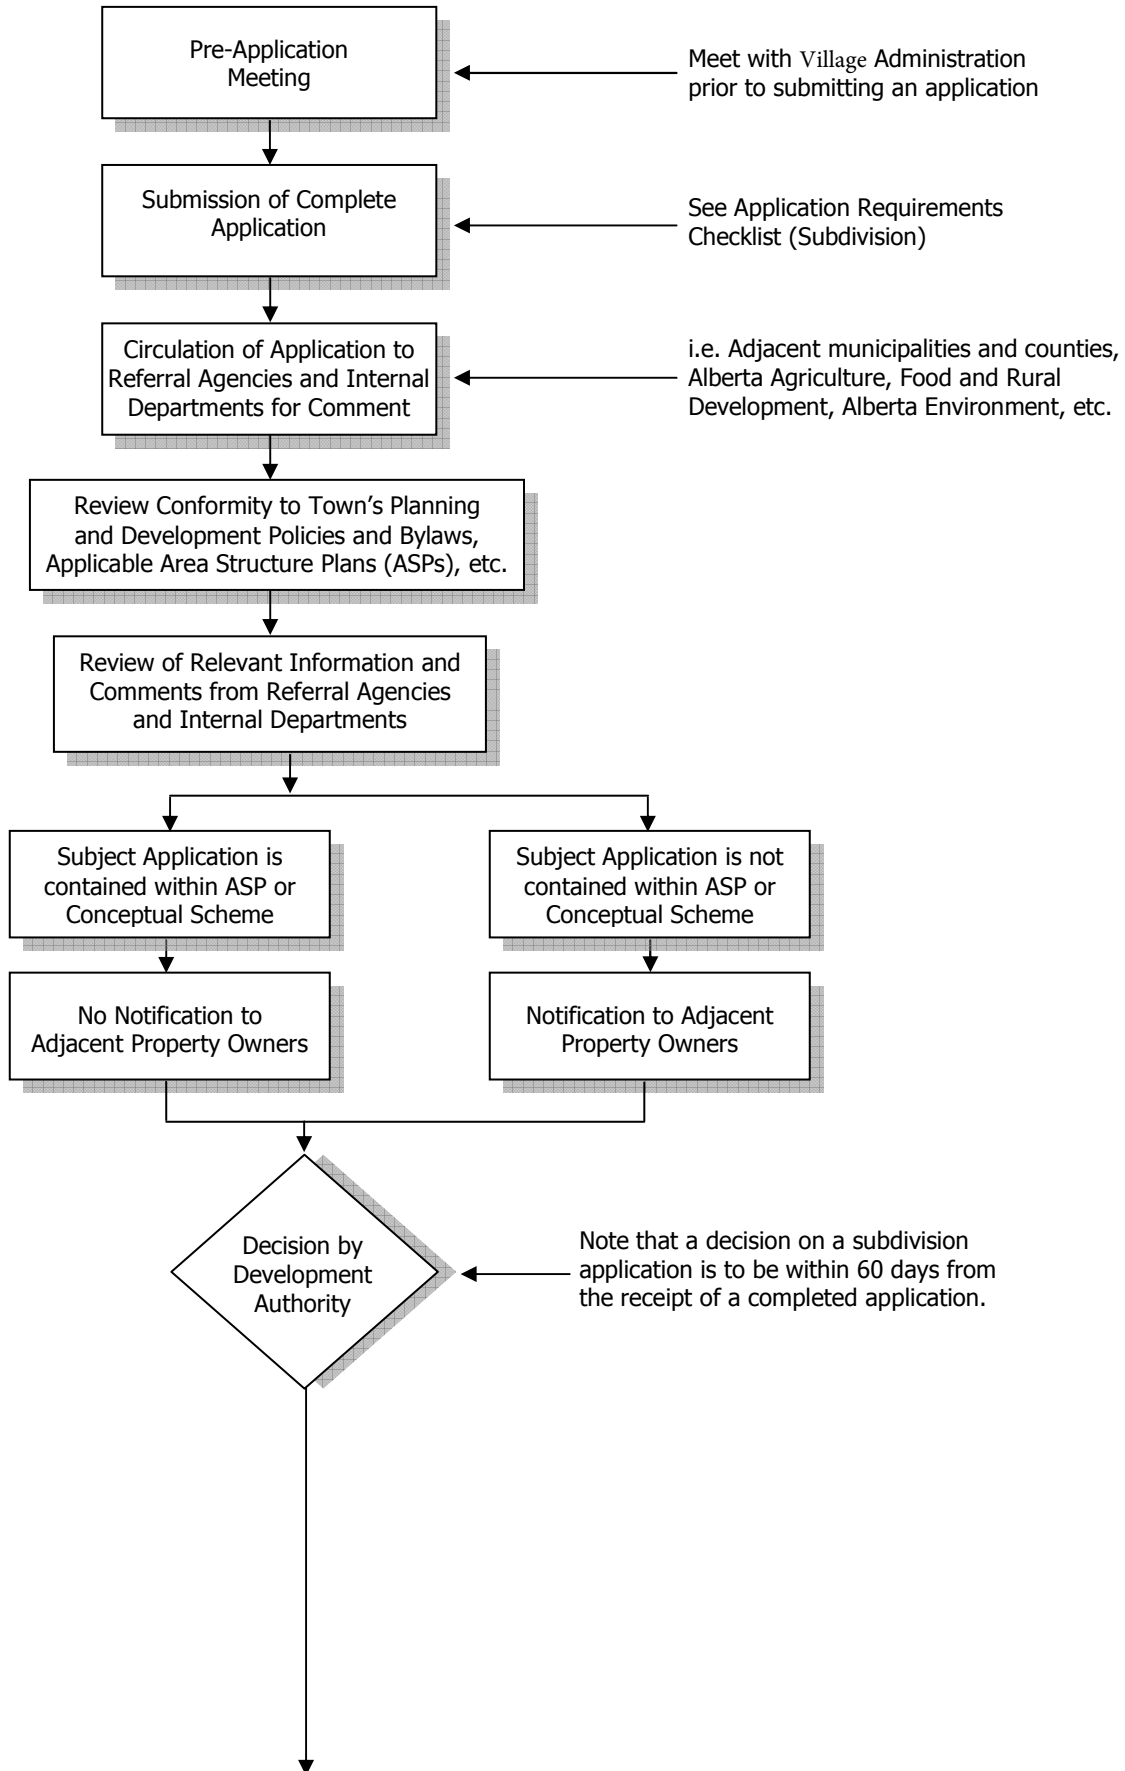 Pre-Application
Meeting
Meet with Village Administration
prior to submitting an application
Submission of Complete
Application
See Application Requirements
Checklist (Subdivision)
Circulation of Application to
Referral Agencies and Internal
Departments for Comment
i.e. Adjacent municipalities and counties,
Alberta Agriculture, Food and Rural
Development, Alberta Environment, etc.
Review Conformity to Town's Planning
and Development Policies and Bylaws,
Applicable Area Structure Plans (ASPs), etc.
Review of Relevant Information and
Comments from Referral Agencies
and Internal Departments
Subject Application is
contained within ASP or
Conceptual Scheme
Subject Application is not
contained within ASP or
Conceptual Scheme
No Notification to
Adjacent Property Owners
Notification to Adjacent
Property Owners
Decision by
Development
Authority
Note that a decision on a subdivision
application is to be within 60 days from
the receipt of a completed application.